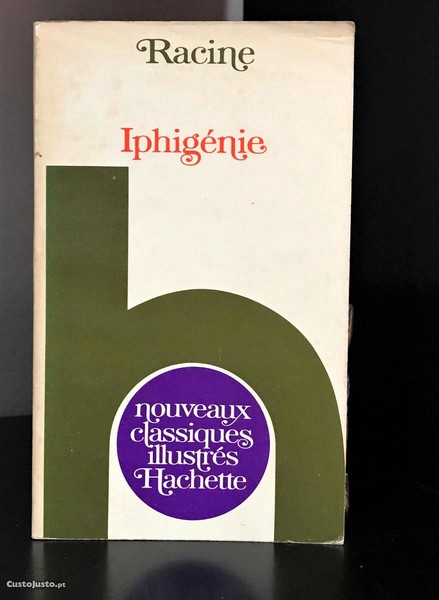 Racine
Iphigénie
nouveaux
classiques
illustrés
Hachette
CustoJusto.pt